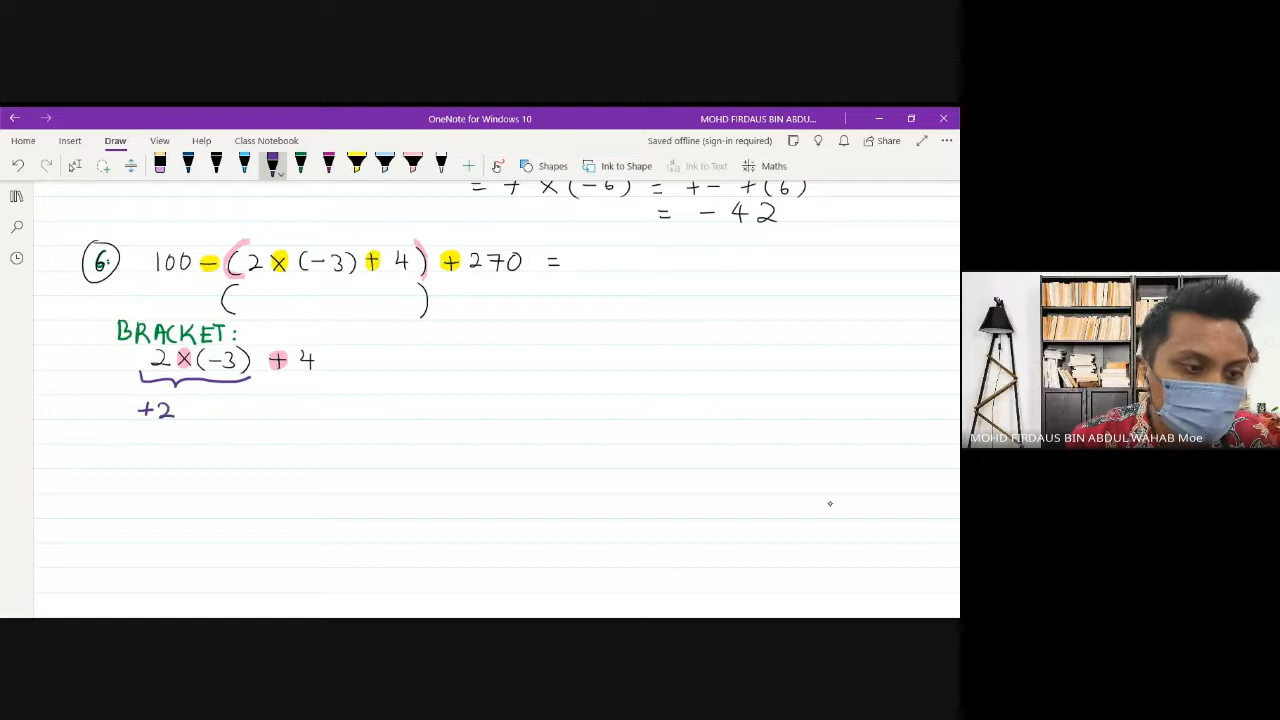 OneNote for Windows 10
MOHD FIRDAUS BIN ABDU...
Home Insert Draw View Help Class Notebook
Saved offline (sign-in required) Share
Shapes Ink to Shape Ink to Text Maths
= + × (-6) = +- +(6)
= - 42
6. 100 - (2 × (-3) + 4) + 270 =
( )
BRACKET:
2 × (-3) + 4
+2
MOHD FIRDAUS BIN ABDUL WAHAB Moe